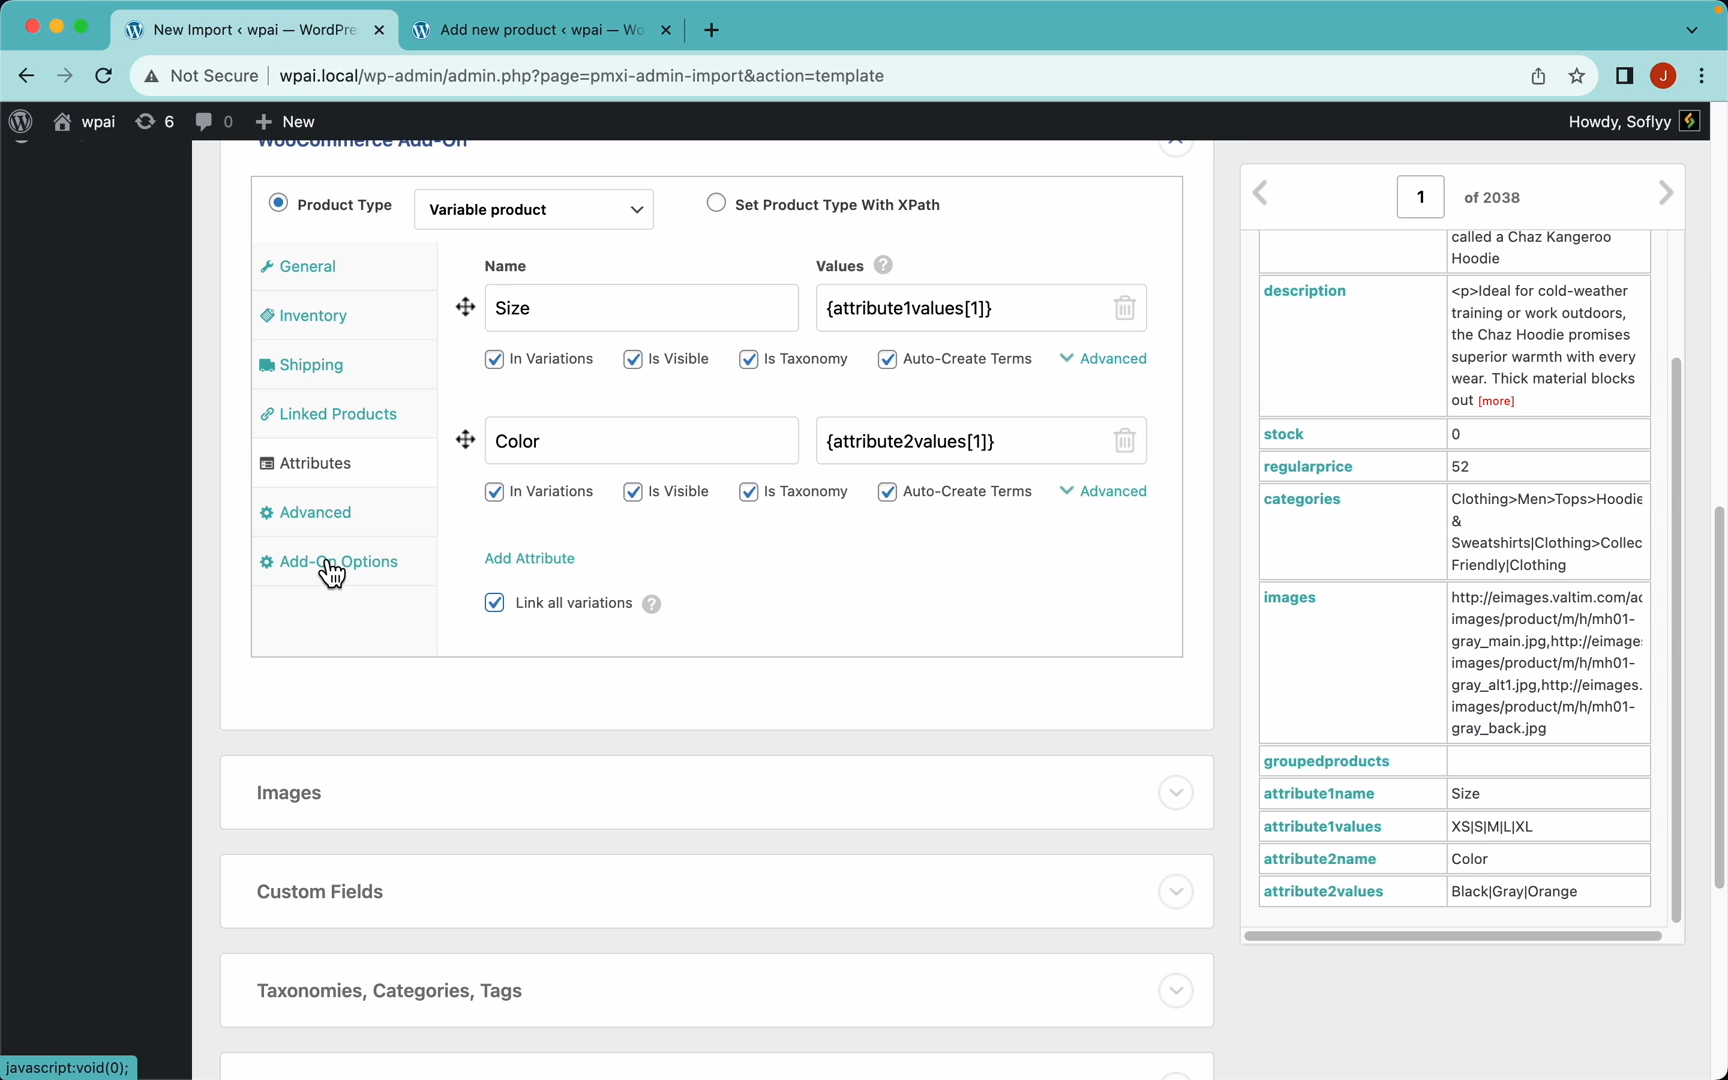 New Import ‹ wpai — WordPre
Add new product ‹ wpai — Wo
Not Secure
wpai.local/wp-admin/admin.php?page=pmxi-admin-import&action=template
J
wpai
6
0
New
Howdy, Soflyy
WooCommerce Add-On
Product Type
Variable product
Set Product Type With XPath
General
Inventory
Shipping
Linked Products
Attributes
Advanced
Add-On Options
Name
Values ?
Size
{attribute1values[1]}
In Variations
Is Visible
Is Taxonomy
Auto-Create Terms
Advanced
Color
{attribute2values[1]}
In Variations
Is Visible
Is Taxonomy
Auto-Create Terms
Advanced
Add Attribute
Link all variations ?
Images
Custom Fields
Taxonomies, Categories, Tags
1 of 2038
called a Chaz Kangeroo
Hoodie
description
<p>Ideal for cold-weather
training or work outdoors,
the Chaz Hoodie promises
superior warmth with every
wear. Thick material blocks
out [more]
stock
0
regularprice
52
categories
Clothing>Men>Tops>Hoodie
&
Sweatshirts|Clothing>Collec
Friendly|Clothing
images
http://eimages.valtim.com/ac
images/product/m/h/mh01-
gray_main.jpg,http://eimage:
images/product/m/h/mh01-
gray_alt1.jpg,http://eimages.
images/product/m/h/mh01-
gray_back.jpg
groupedproducts
attribute1name
Size
attribute1values
XS|S|M|L|XL
attribute2name
Color
attribute2values
Black|Gray|Orange
javascript:void(0);